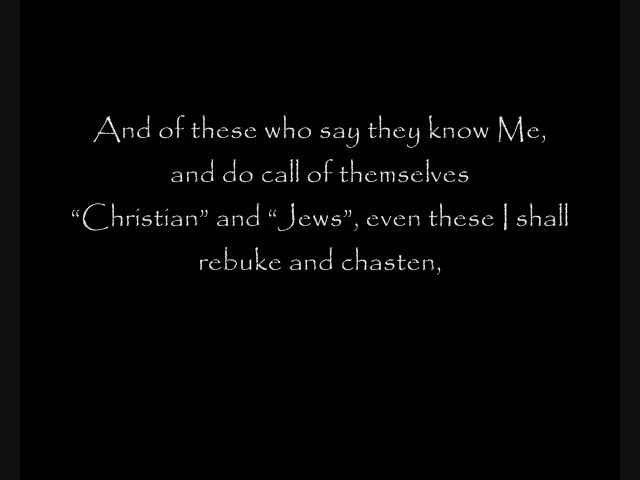 And of these who say they know Me,
and do call of themselves
“Christian” and “Jews”, even these I shall
rebuke and chasten,